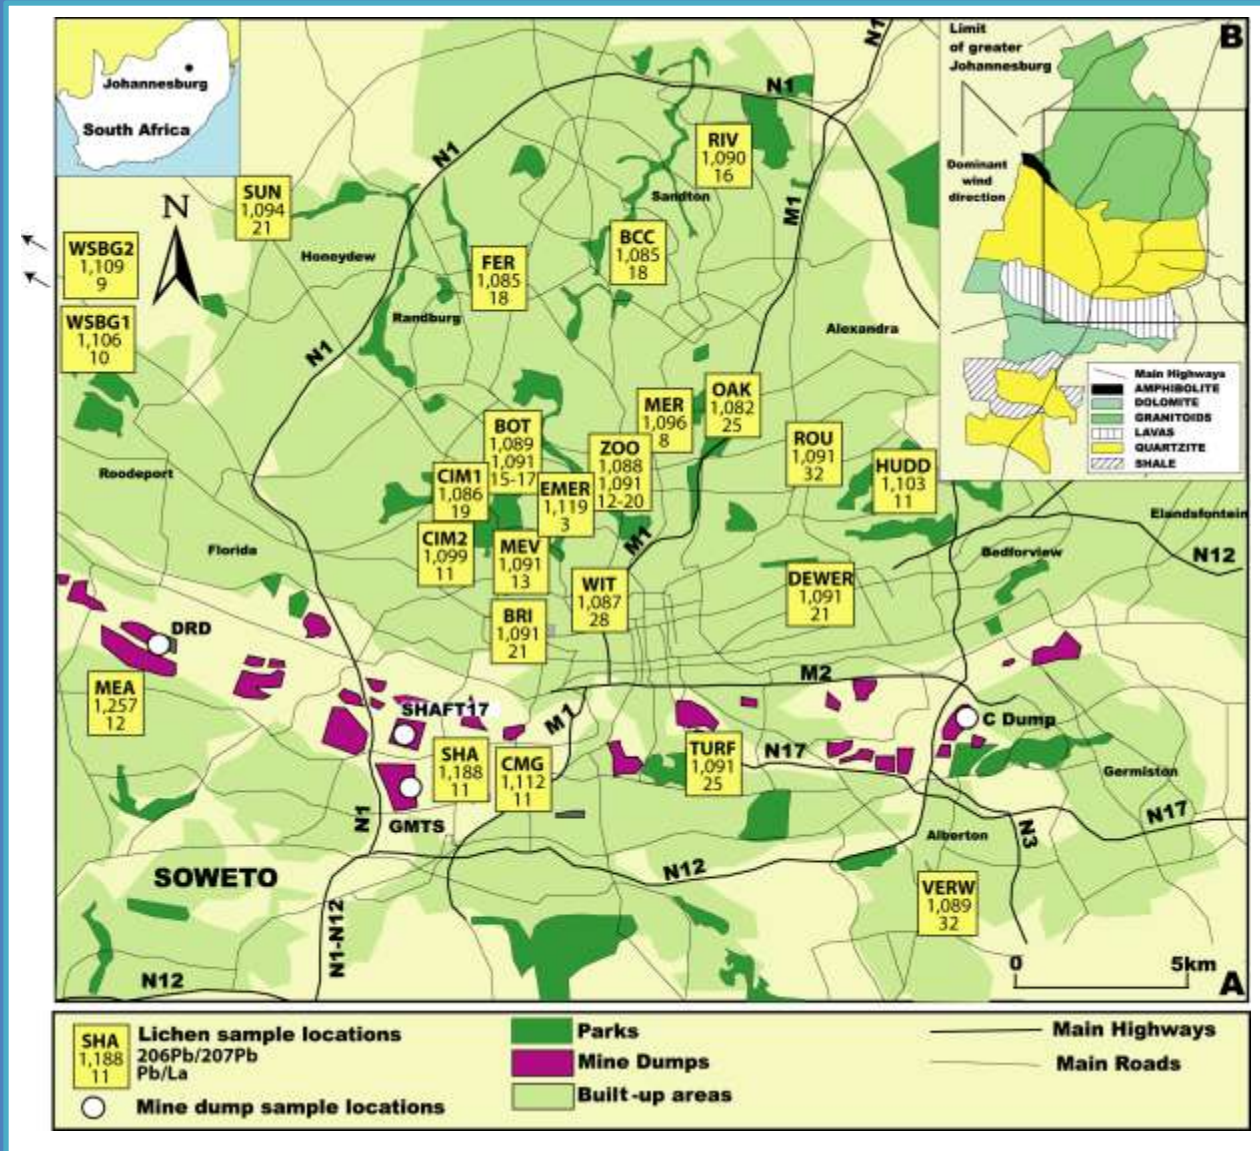 Johannesburg
South Africa
N
N1
N1
N1
Limit
of greater
Johannesburg
B
Dominant
wind
direction
Main Highways
AMPHIBOLITE
DOLOMITE
GRANITOIDS
LAVAS
QUARTZITE
SHALE
RIV
1,090
16
Sandton
M1
SUN
1,094
21
WSBG2
1,109
9
WSBG1
1,106
10
Honeydew
FER
1,085
18
BCC
1,085
18
Randburg
N1
Alexandra
OAK
1,082
25
MER
1,096
8
BOT
1,089
1,091
15-17
ZOO
1,088
1,091
12-20
ROU
1,091
32
HUDD
1,103
11
Roodeport
CIM1
1,086
19
EMER
1,119
3
Elandsfontein
CIM2
1,099
11
MEV
1,091
13
M1
Florida
Bedforview
N12
WIT
1,087
28
DEWER
1,091
21
BRI
1,091
21
DRD
MEA
1,257
12
M2
SHAFT17
M1
C Dump
SHA
1,188
11
CMG
1,112
11
TURF
1,091
25
N17
Germiston
N1
GMTS
Alberton
N3
N17
SOWETO
N12
VERW
1,089
32
N1-N12
N12
0 5km
A
SHA
1,188
11
Lichen sample locations
206Pb/207Pb
Pb/La
Mine dump sample locations
Parks
Mine Dumps
Built-up areas
Main Highways
Main Roads